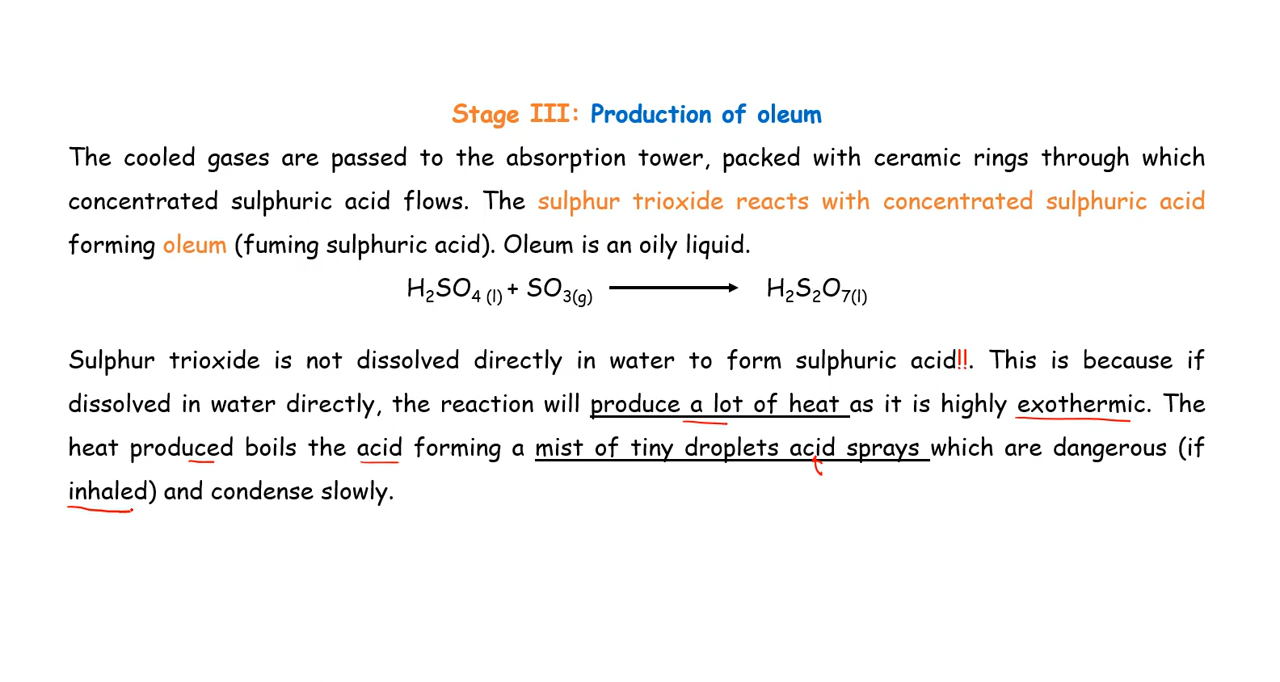 Stage III: Production of oleum
The cooled gases are passed to the absorption tower, packed with ceramic rings through which
concentrated sulphuric acid flows. The sulphur trioxide reacts with concentrated sulphuric acid
forming oleum (fuming sulphuric acid). Oleum is an oily liquid.
H₂SO₄ (l) + SO₃(g) ⟶ H₂S₂O₇(l)
Sulphur trioxide is not dissolved directly in water to form sulphuric acid!!. This is because if
dissolved in water directly, the reaction will produce a lot of heat as it is highly exothermic. The
heat produced boils the acid forming a mist of tiny droplets acid sprays which are dangerous (if
inhaled) and condense slowly.